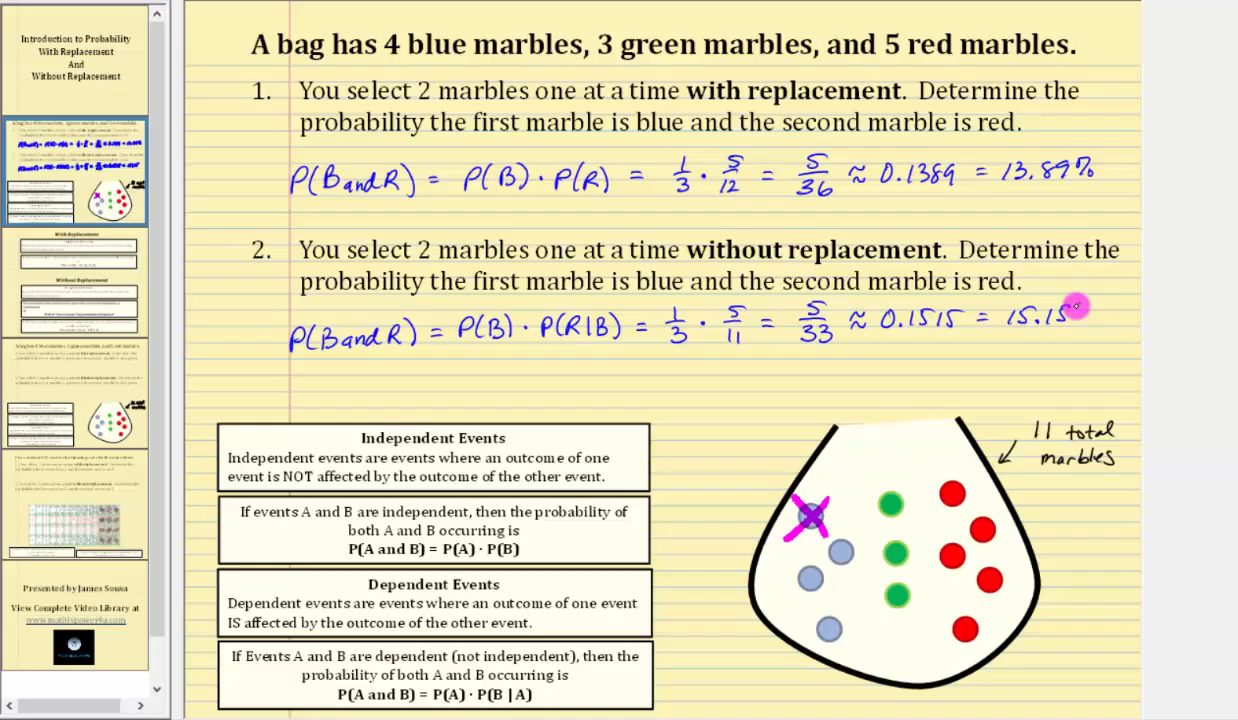 Introduction to Probability
With Replacement
And
Without Replacement
With Replacement
Without Replacement
Presented by James Sousa
View Complete Video Library at
www.mathispower4u.com
A bag has 4 blue marbles, 3 green marbles, and 5 red marbles.
1. You select 2 marbles one at a time with replacement. Determine the
probability the first marble is blue and the second marble is red.
P(B and R) = P(B) · P(R) = 1/3 · 5/12 = 5/36 ≈ 0.1389 = 13.89%
2. You select 2 marbles one at a time without replacement. Determine the
probability the first marble is blue and the second marble is red.
P(B and R) = P(B) · P(R|B) = 1/3 · 5/11 = 5/33 ≈ 0.1515 = 15.15
Independent Events
Independent events are events where an outcome of one
event is NOT affected by the outcome of the other event.
If events A and B are independent, then the probability of
both A and B occurring is
P(A and B) = P(A) · P(B)
Dependent Events
Dependent events are events where an outcome of one event
IS affected by the outcome of the other event.
If Events A and B are dependent (not independent), then the
probability of both A and B occurring is
P(A and B) = P(A) · P(B | A)
11 total
marbles